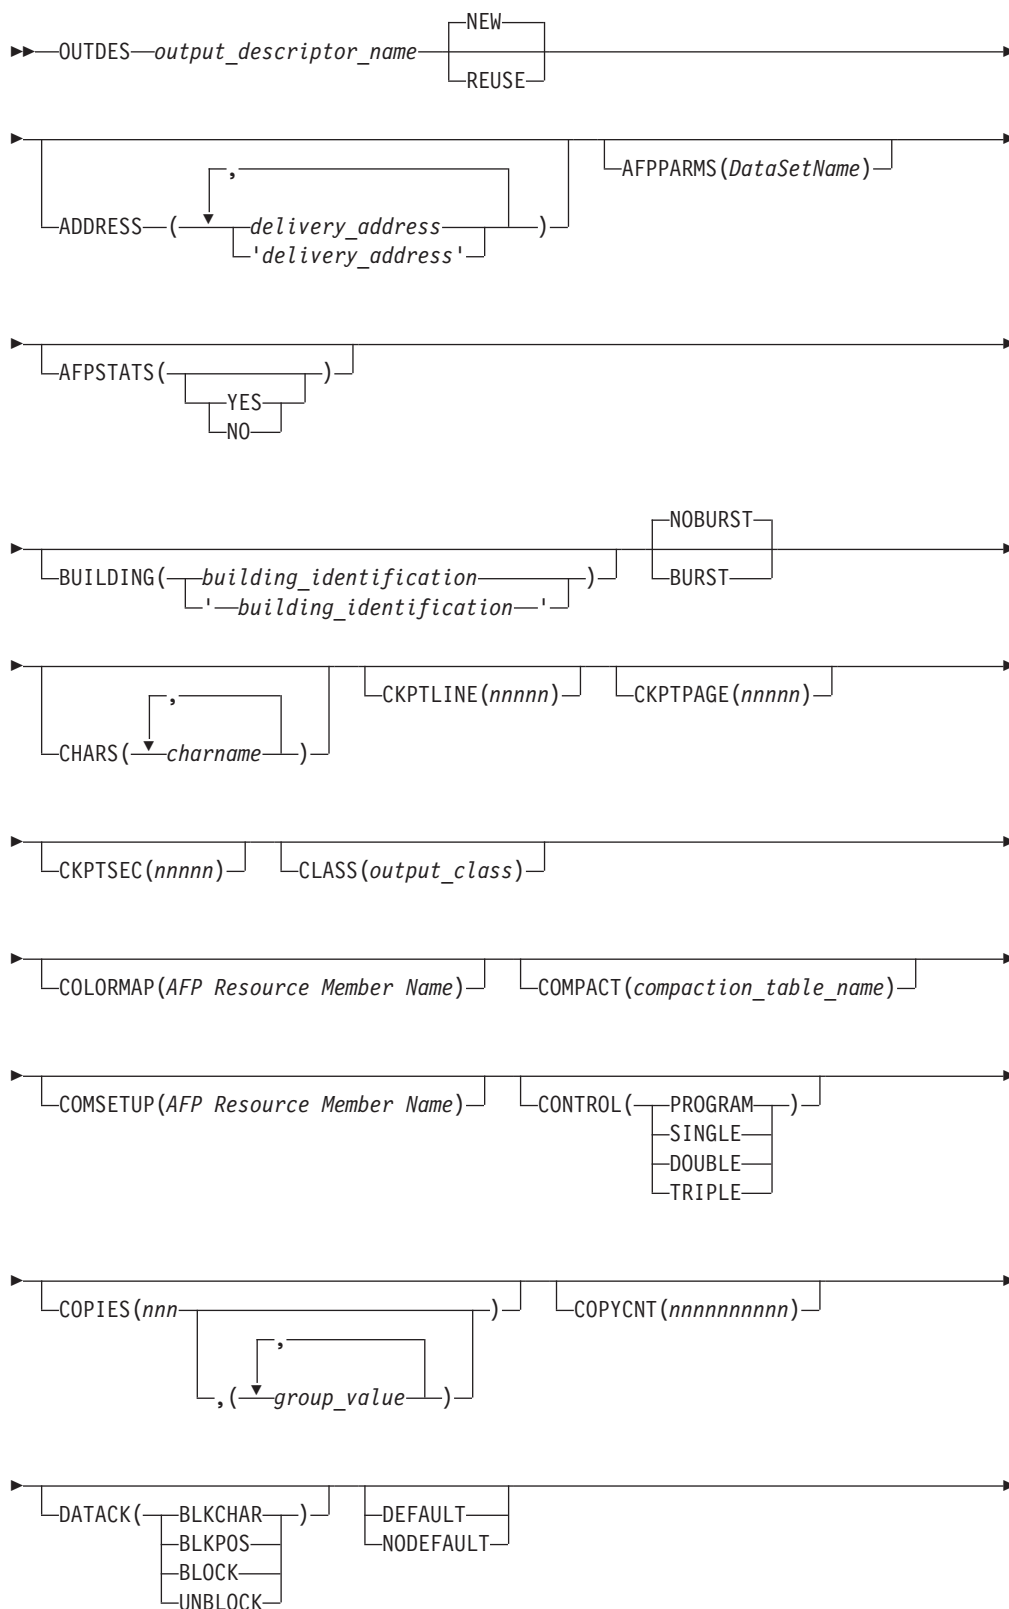 NEW
OUTDES output_descriptor_name
REUSE
,
AFPPARMS(DataSetName)
ADDRESS ( delivery_address )
'delivery_address'
AFPSTATS( )
YES
NO
NOBURST
BUILDING( building_identification )
BURST
' building_identification '
,
CKPTLINE(nnnnn) CKPTPAGE(nnnnn)
CHARS( charname )
CKPTSEC(nnnnn) CLASS(output_class)
COLORMAP(AFP Resource Member Name) COMPACT(compaction_table_name)
COMSETUP(AFP Resource Member Name) CONTROL( PROGRAM )
SINGLE
DOUBLE
TRIPLE
COPIES(nnn ) COPYCNT(nnnnnnnnnn)
,
,( group_value )
DATACK( BLKCHAR ) DEFAULT
BLKPOS NODEFAULT
BLOCK
UNBLOCK